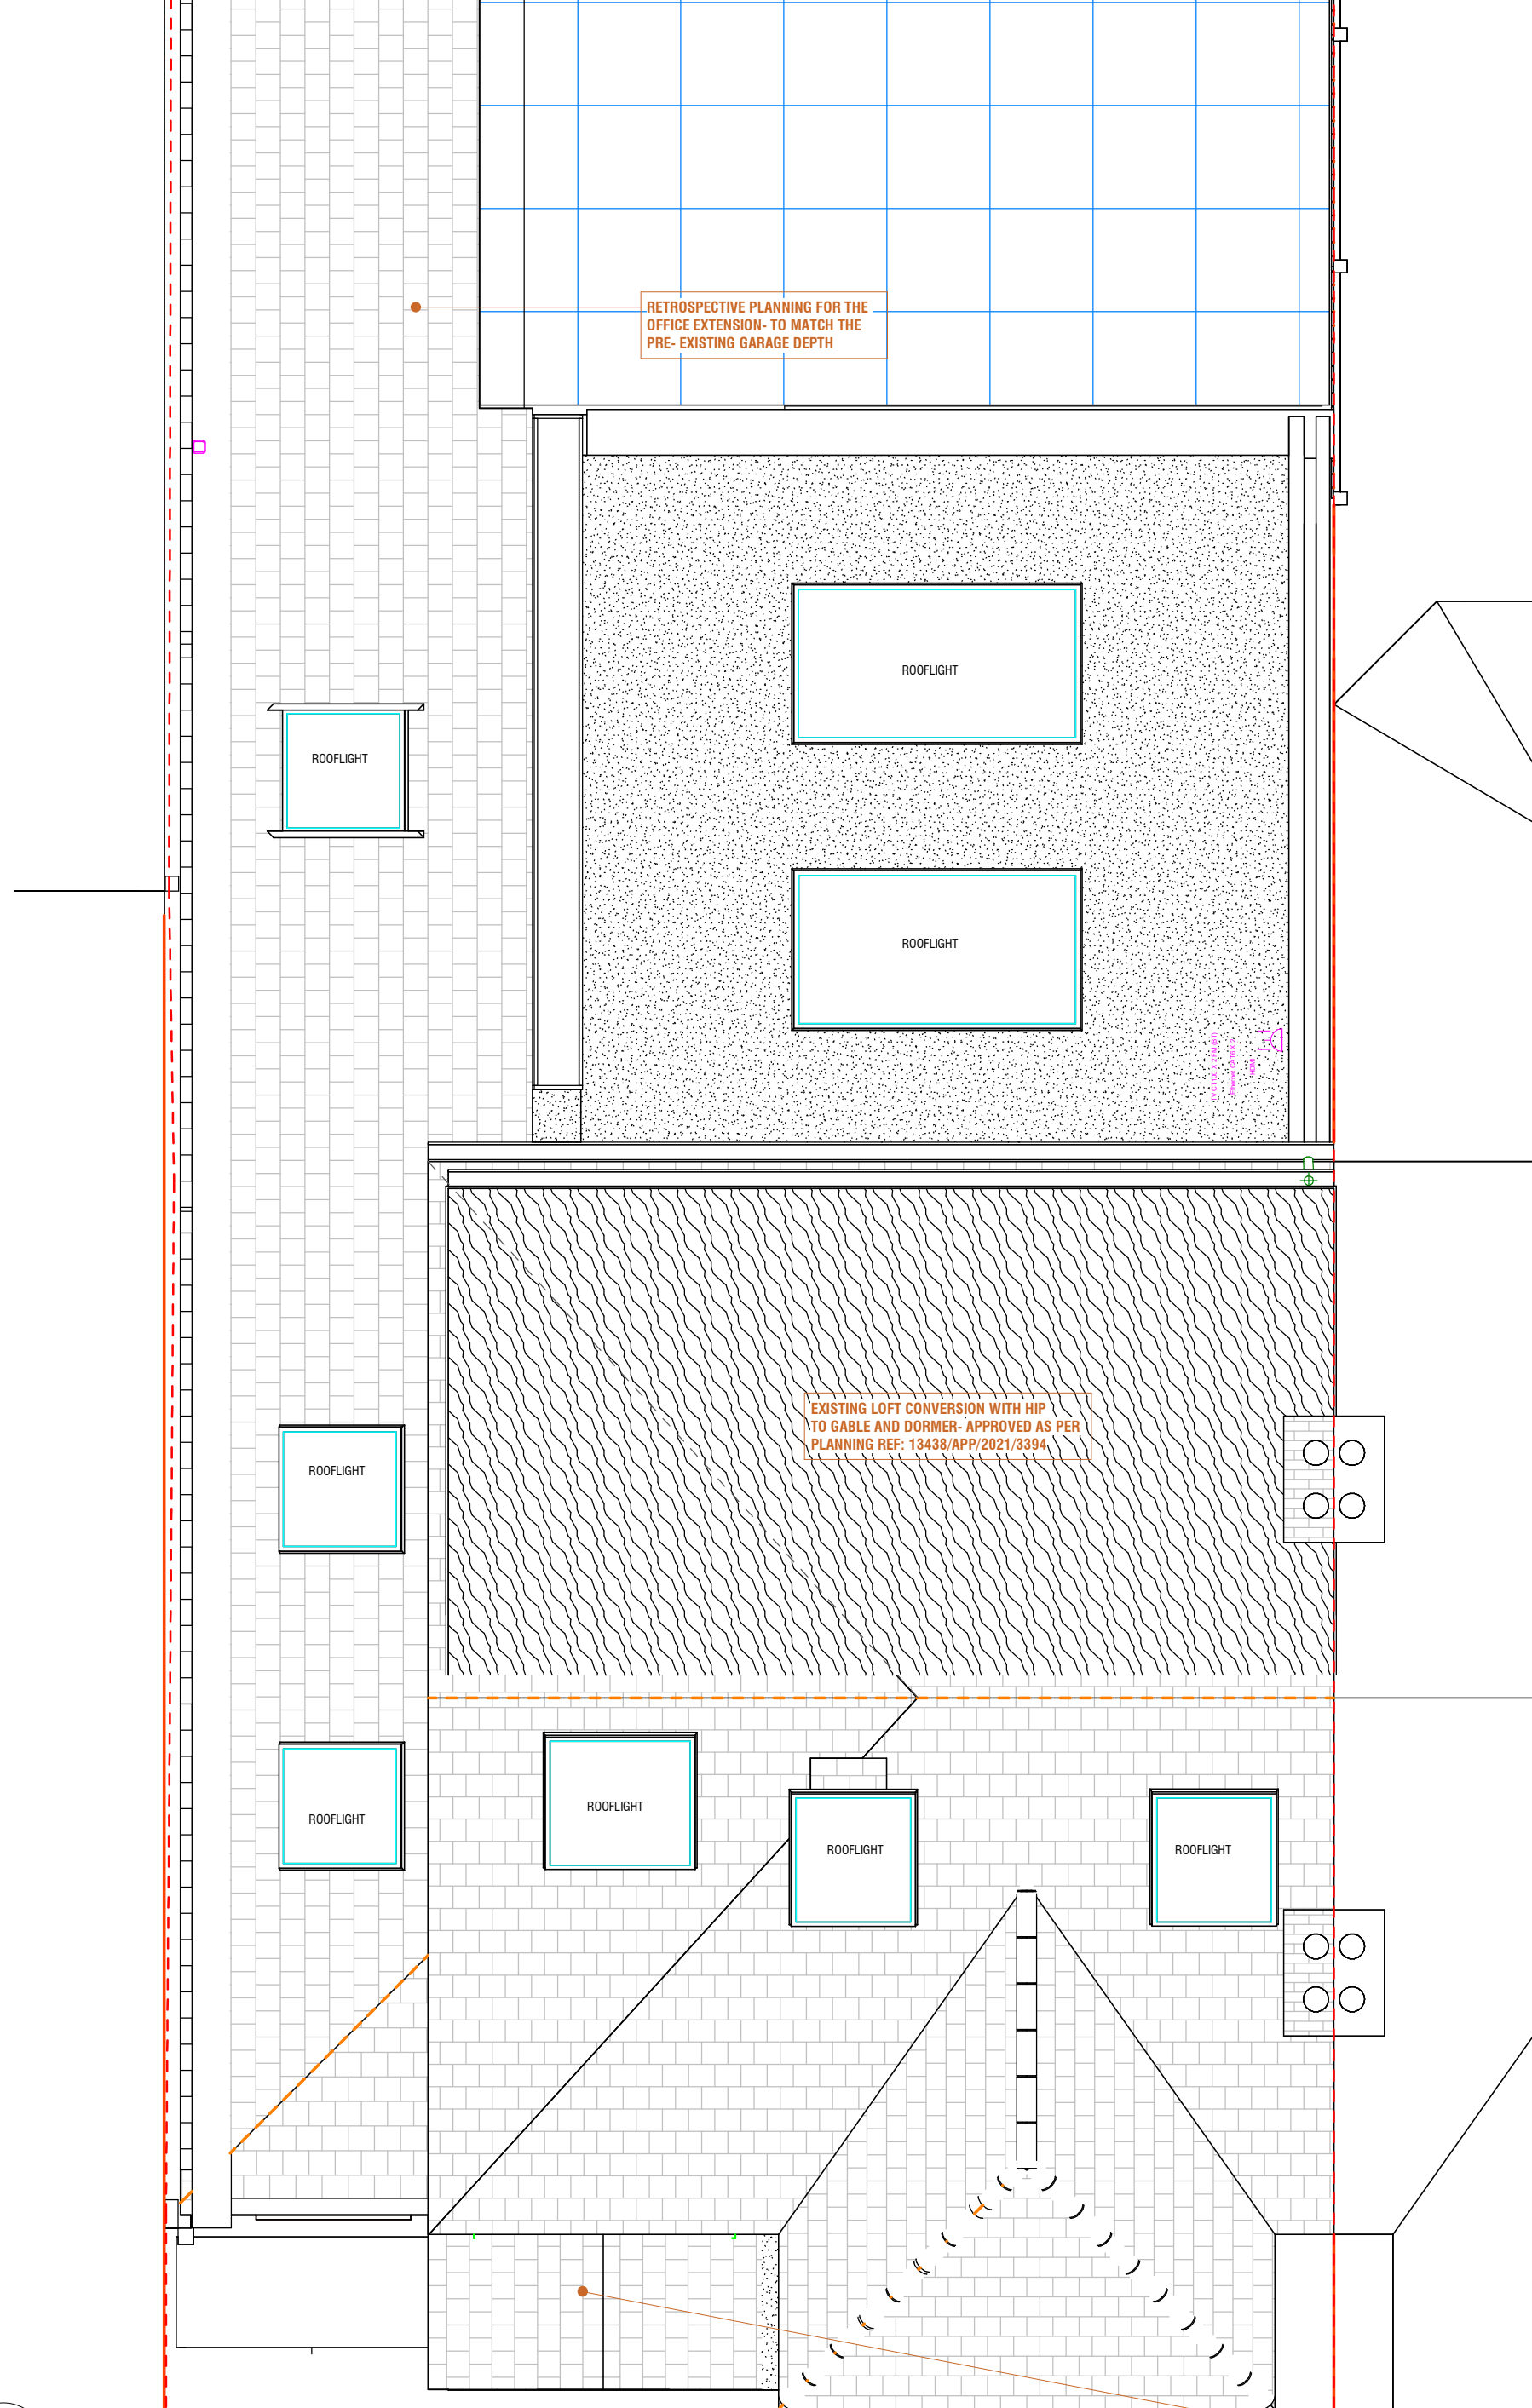 RETROSPECTIVE PLANNING FOR THE
OFFICE EXTENSION- TO MATCH THE
PRE- EXISTING GARAGE DEPTH
ROOFLIGHT
ROOFLIGHT
ROOFLIGHT
EXISTING LOFT CONVERSION WITH HIP
TO GABLE AND DORMER- APPROVED AS PER
PLANNING REF: 13438/APP/2021/3394
ROOFLIGHT
ROOFLIGHT
ROOFLIGHT
ROOFLIGHT
ROOFLIGHT